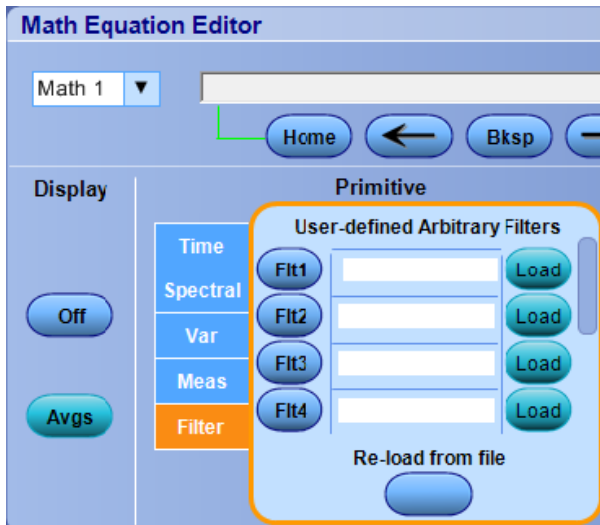 Math Equation Editor
Math 1
Home Bksp
Display
Primitive
Off
Avgs
Time
Spectral
Var
Meas
Filter
User-defined Arbitrary Filters
Flt1 Load
Flt2 Load
Flt3 Load
Flt4 Load
Re-load from file